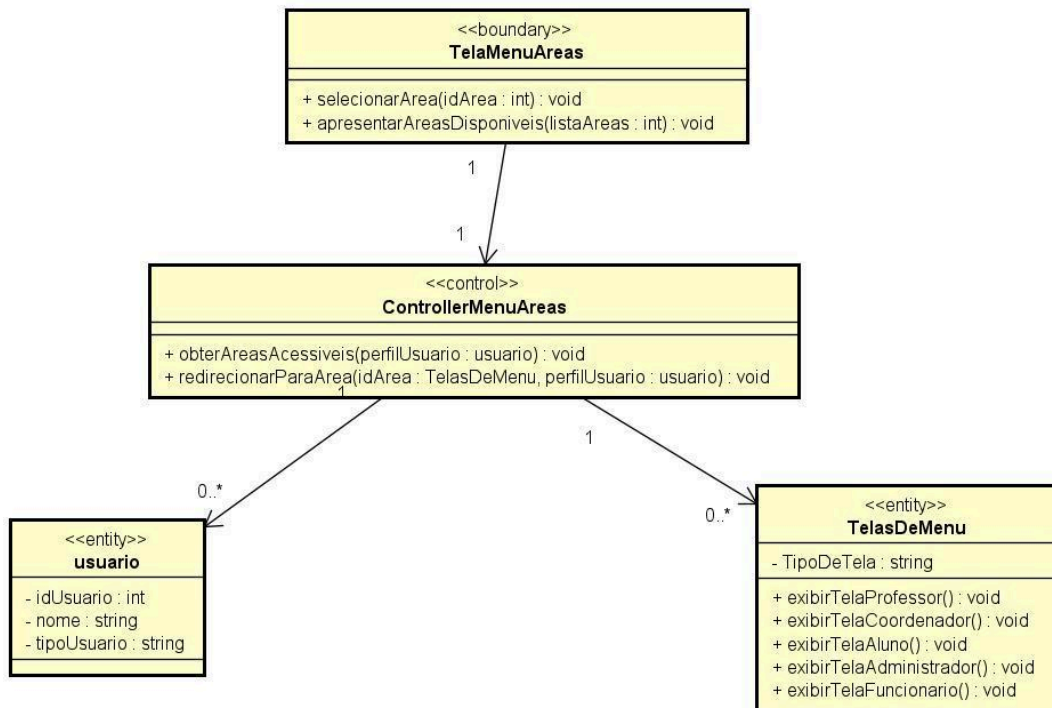 <<boundary>>
TelaMenuAreas
+ selecionarArea(idArea : int) : void
+ apresentarAreasDisponiveis(listaAreas : int) : void
1
1
<<control>>
ControllerMenuAreas
+ obterAreasAcessiveis(perfilUsuario : usuario) : void
+ redirecionarParaArea(idArea : TelasDeMenu, perfilUsuario : usuario) : void
1
1
0..*
0..*
<<entity>>
usuario
- idUsuario : int
- nome : string
- tipoUsuario : string
<<entity>>
TelasDeMenu
- TipoDeTela : string
+ exibirTelaProfessor() : void
+ exibirTelaCoordenador() : void
+ exibirTelaAluno() : void
+ exibirTelaAdministrador() : void
+ exibirTelaFuncionario() : void